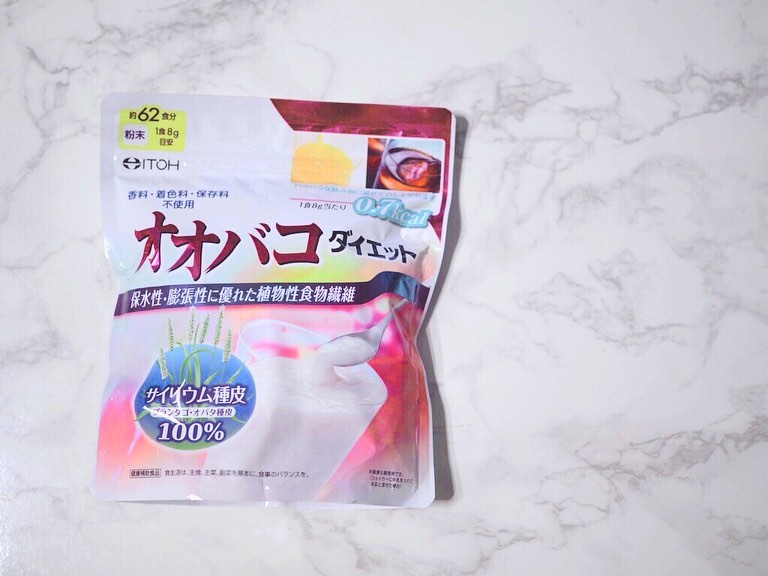 約62食分
粉末
1食8g
目安
ITOH
香料・着色料・保存料
不使用
1食8g当たり
0.7kcal
オオバコ
ダイエット
保水性・膨張性に優れた植物性食物繊維
サイリウム種皮
プランタゴ・オバタ種皮
100%
健康補助食品
食生活は、主食、主菜、副菜を基本に、食事のバランスを。